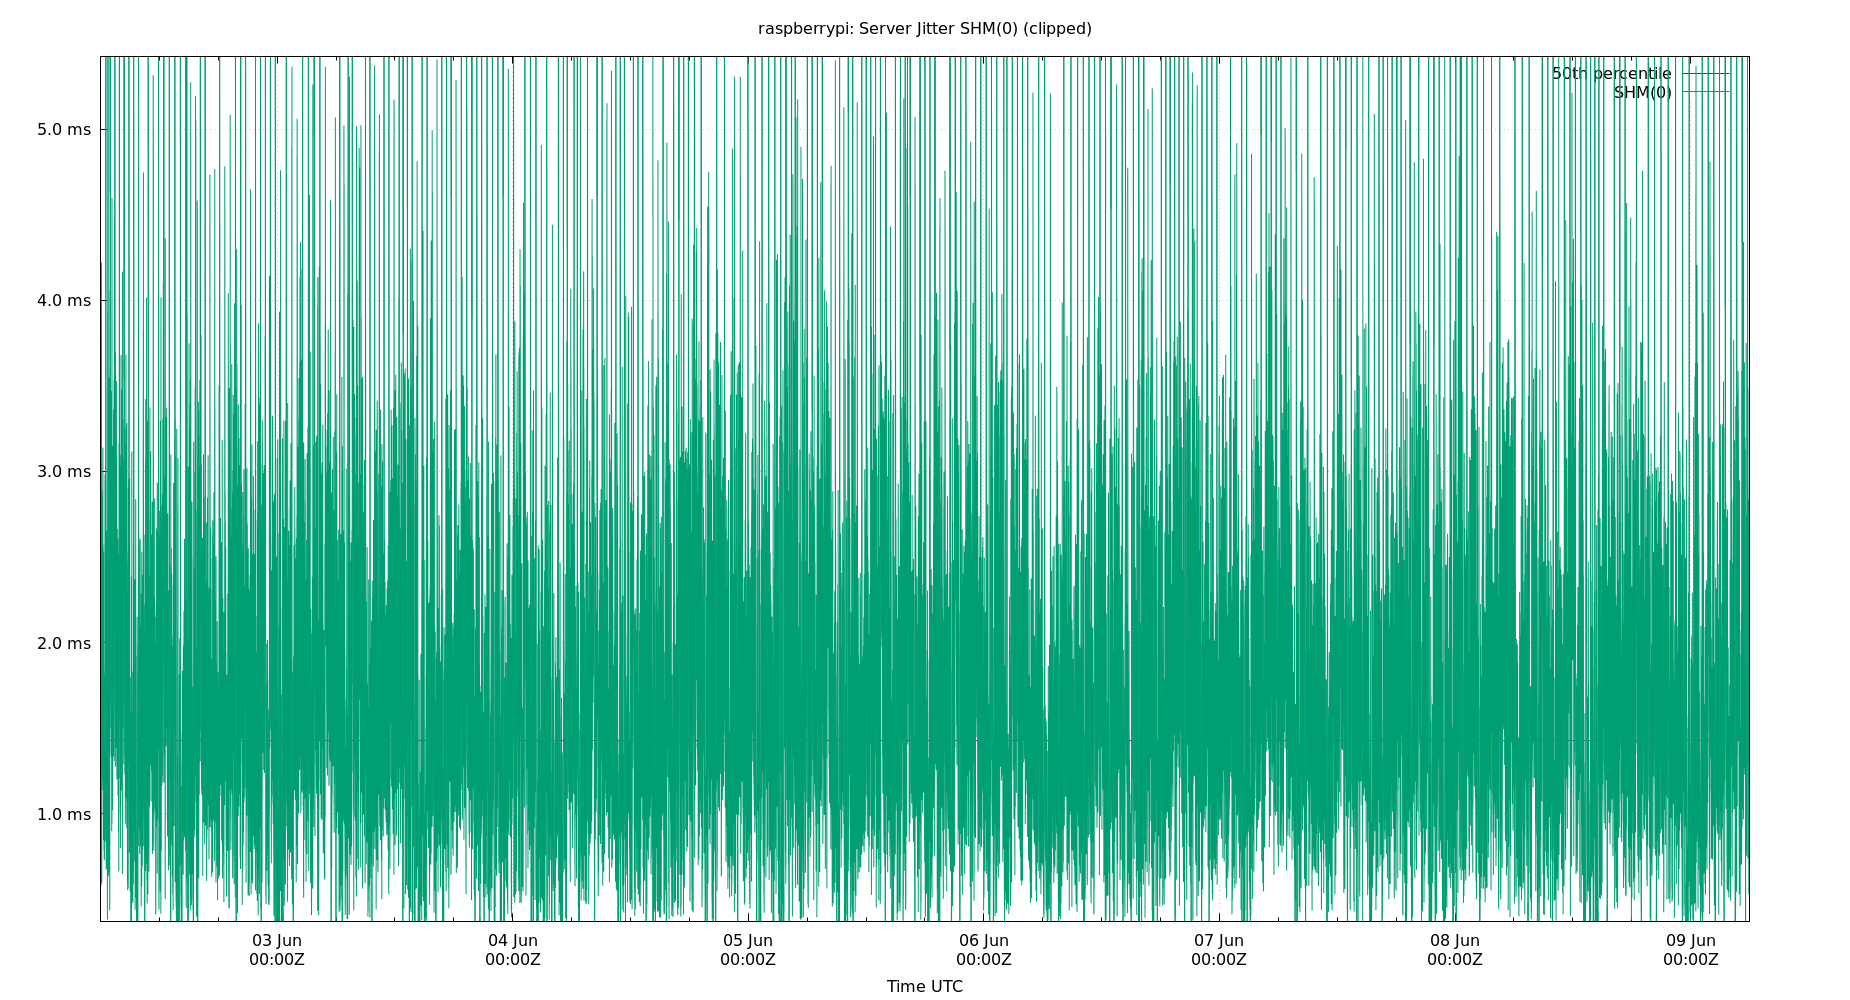 raspberrypi: Server Jitter SHM(0) (clipped)
50th percentile
SHM(0)
5.0 ms
4.0 ms
3.0 ms
2.0 ms
1.0 ms
03 Jun 04 Jun 05 Jun 06 Jun 07 Jun 08 Jun 09 Jun
00:00Z 00:00Z 00:00Z 00:00Z 00:00Z 00:00Z 00:00Z
Time UTC